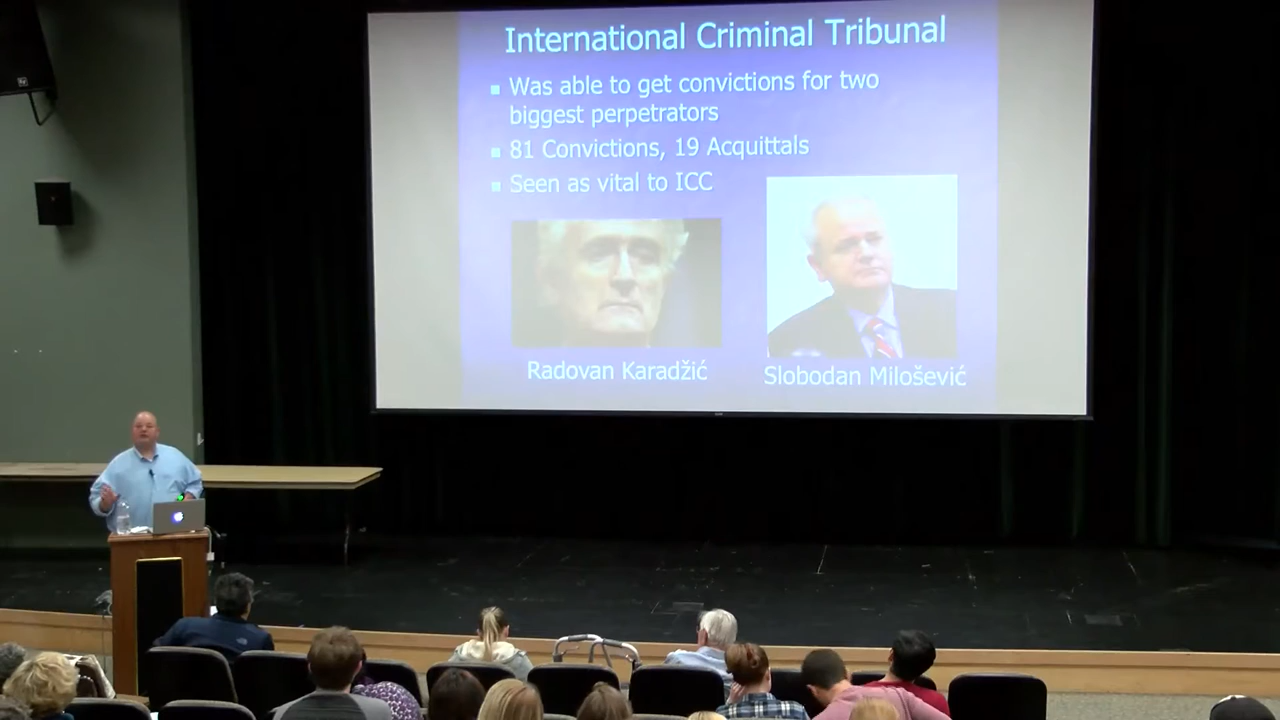 International Criminal Tribunal
Was able to get convictions for two
biggest perpetrators
81 Convictions, 19 Acquittals
Seen as vital to ICC
Radovan Karadžić
Slobodan Milošević